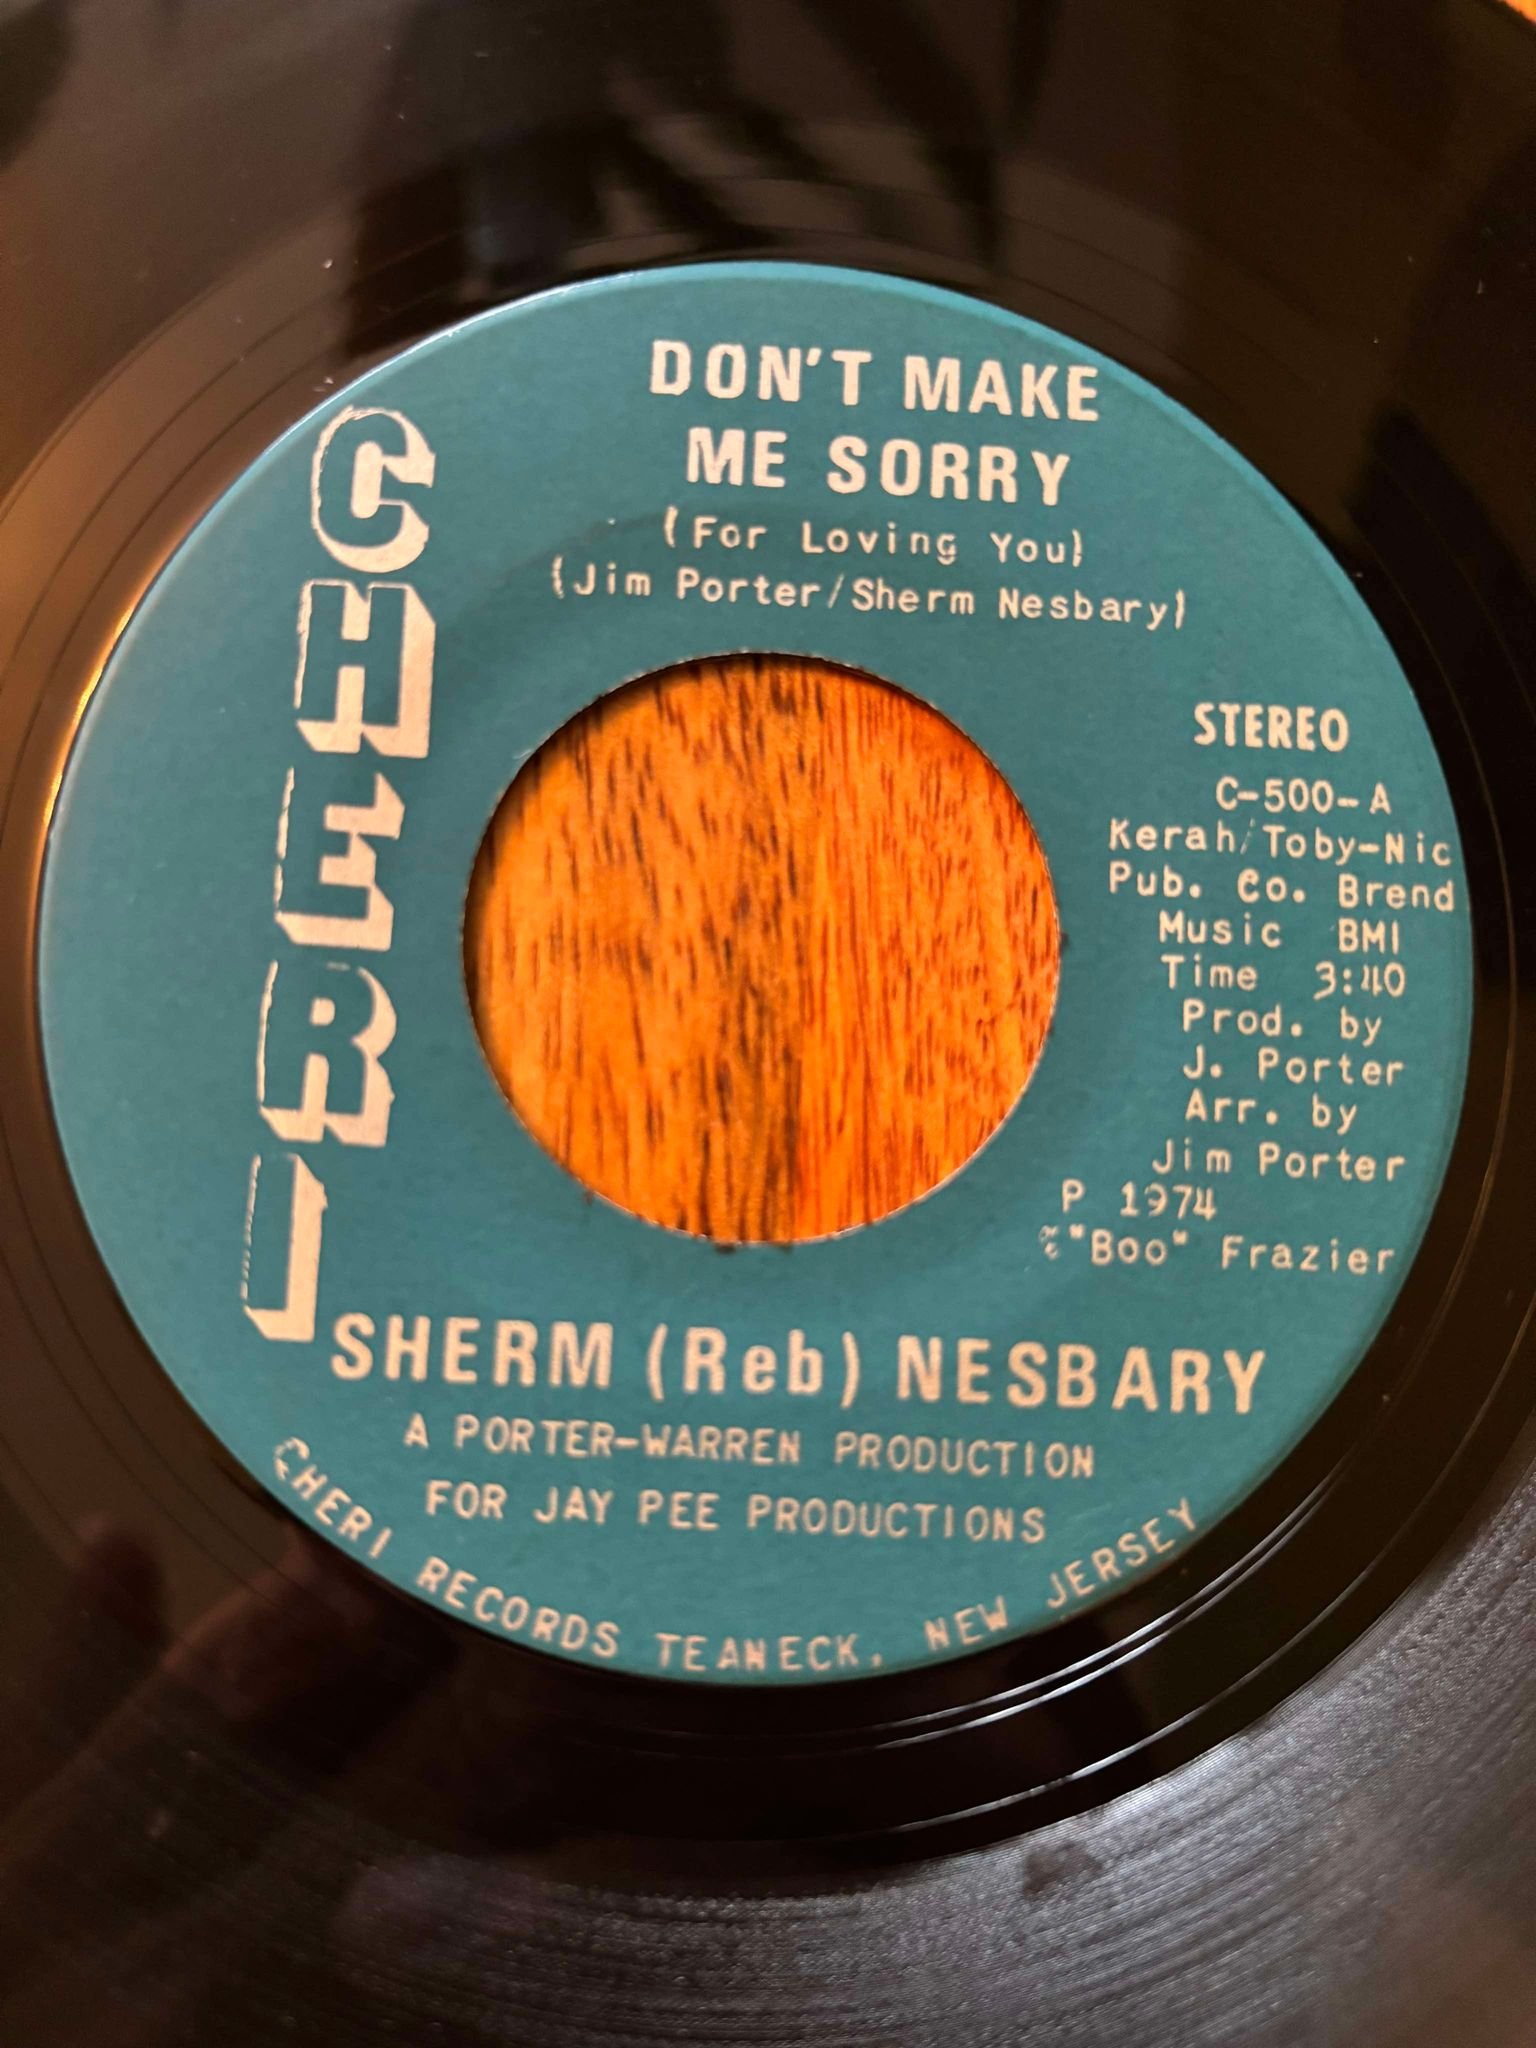 CHERI
DON'T MAKE
ME SORRY
(For Loving You)
(Jim Porter/Sherm Nesbary)
STEREO
C-500-A
Kerah/Toby-Nic
Pub. Co. Brend
Music BMI
Time 3:40
Prod. by
J. Porter
Arr. by
Jim Porter
P 1974
"Boo" Frazier
SHERM (Reb) NESBARY
A PORTER-WARREN PRODUCTION
FOR JAY PEE PRODUCTIONS
CHERI RECORDS TEANECK, NEW JERSEY